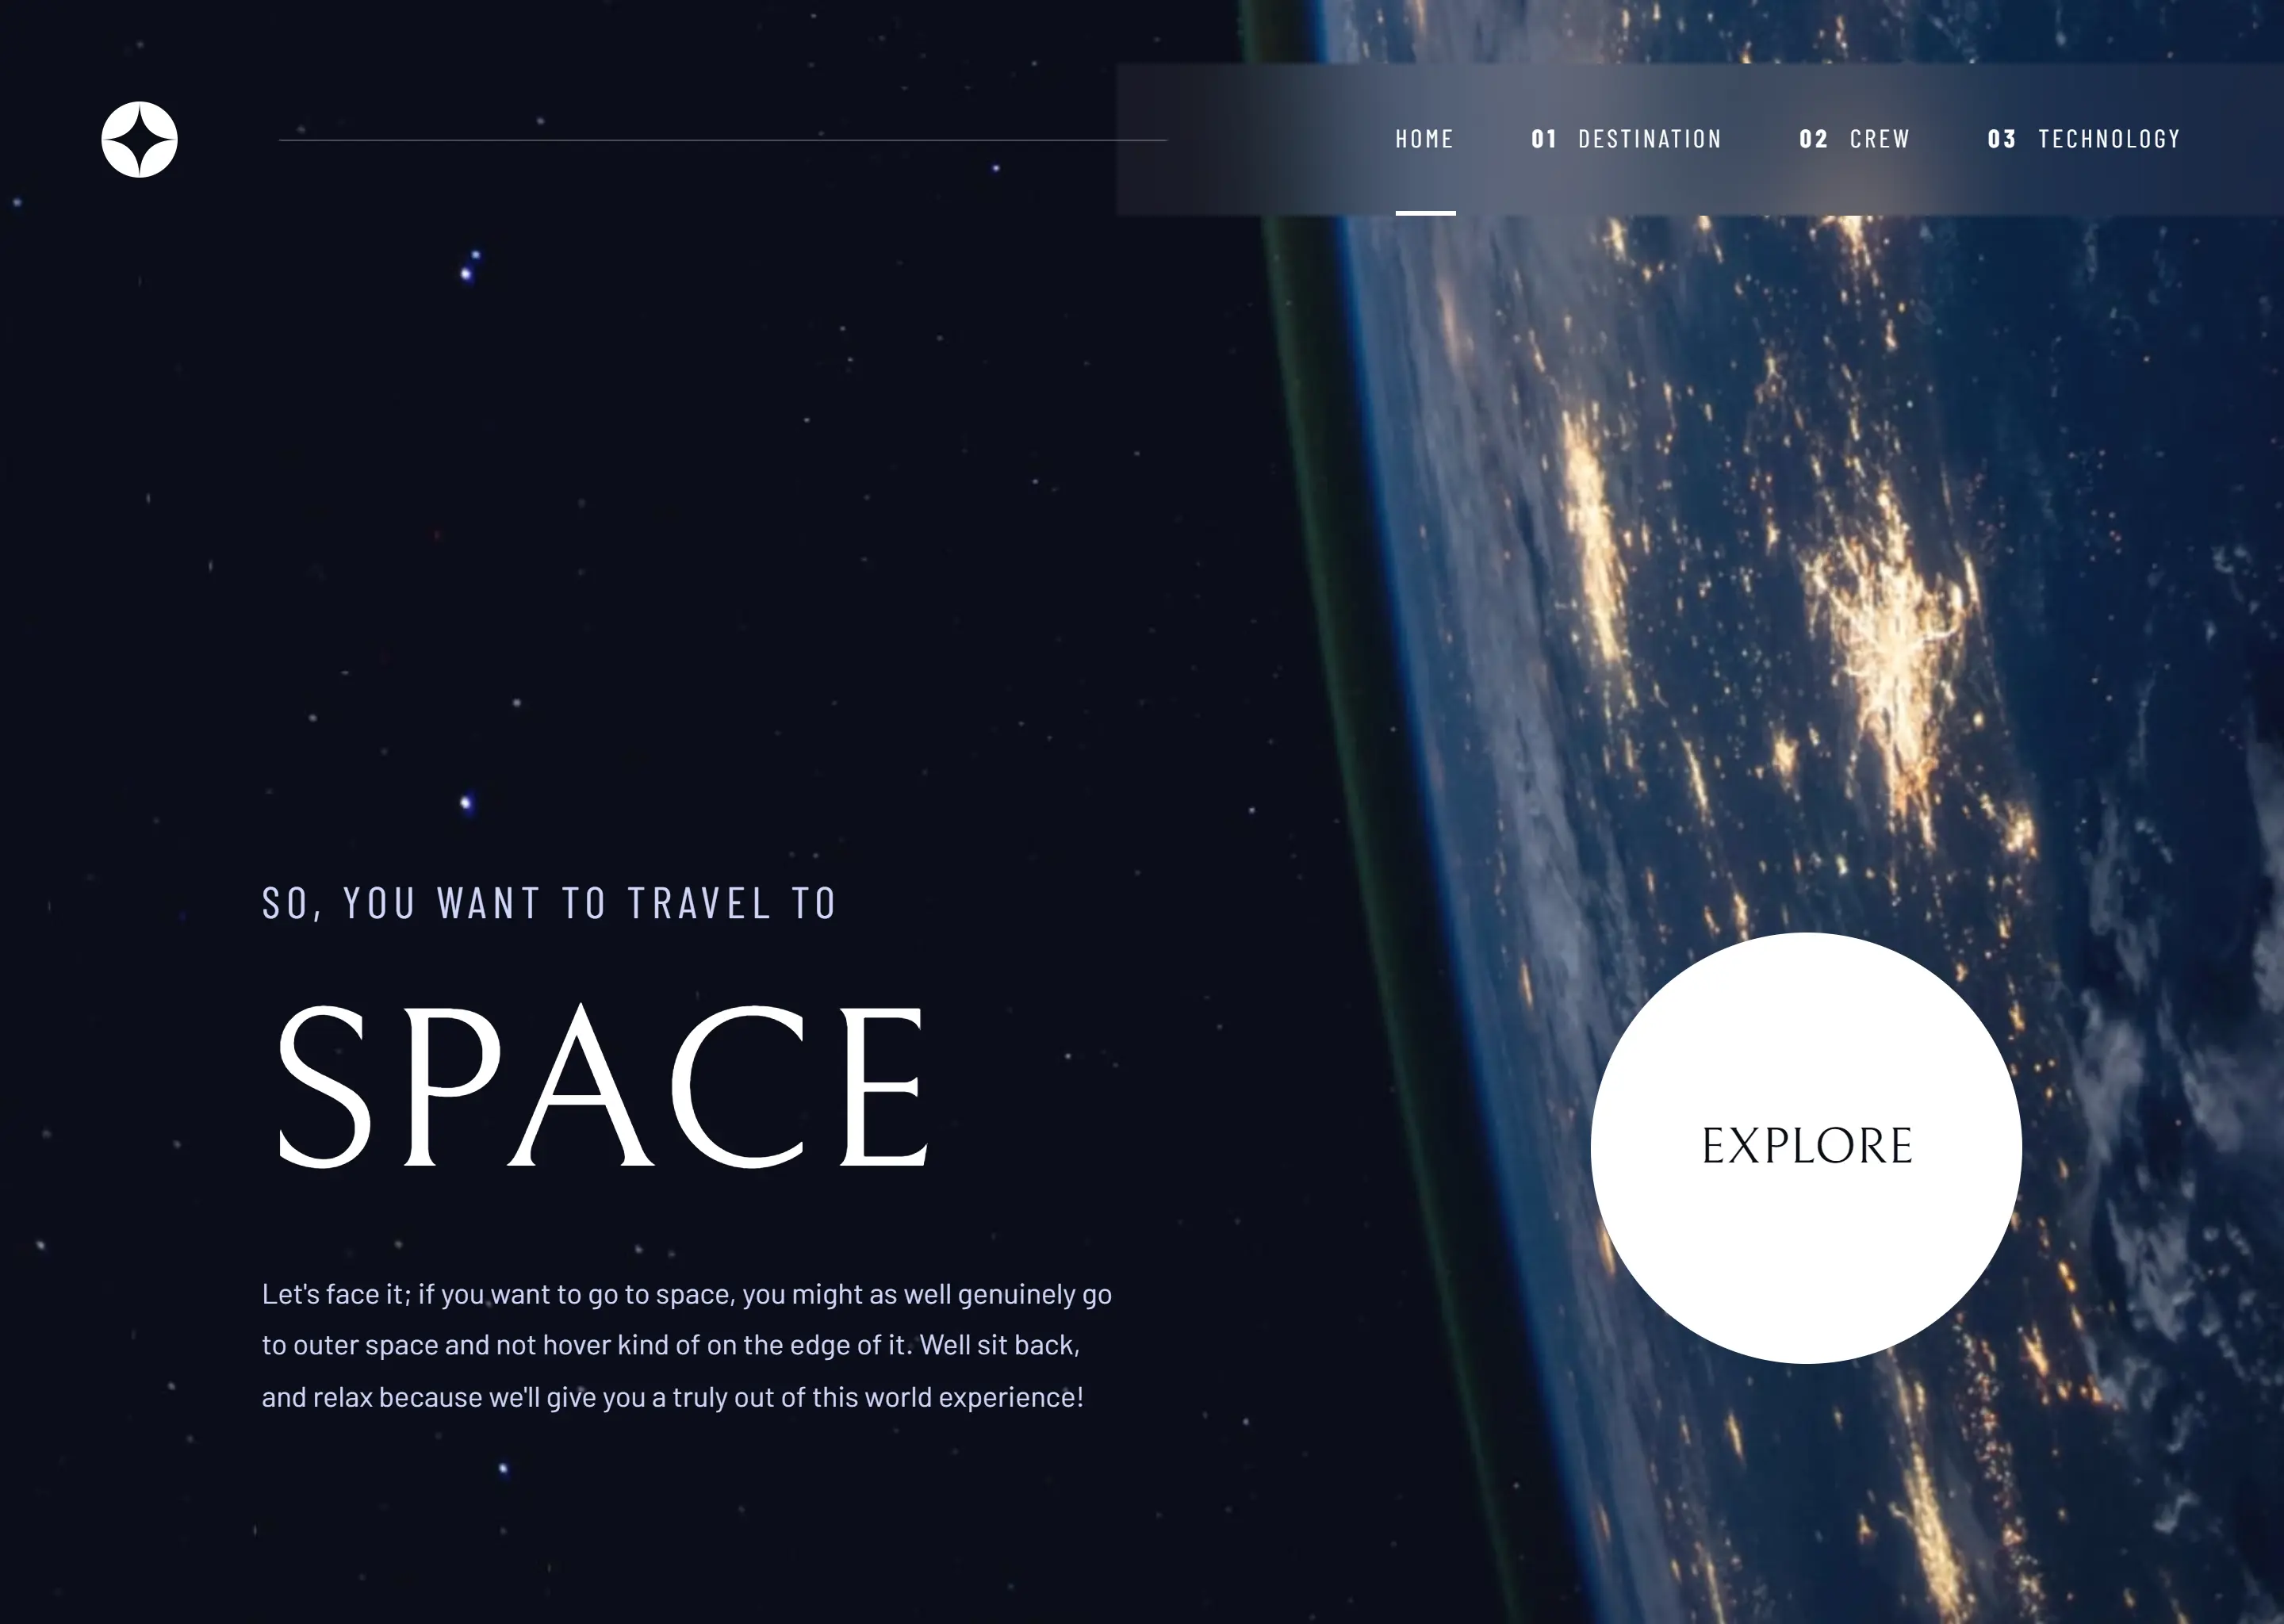 HOME 01 DESTINATION 02 CREW 03 TECHNOLOGY
SO, YOU WANT TO TRAVEL TO
SPACE
Let's face it; if you want to go to space, you might as well genuinely go
to outer space and not hover kind of on the edge of it. Well sit back,
and relax because we'll give you a truly out of this world experience!
EXPLORE